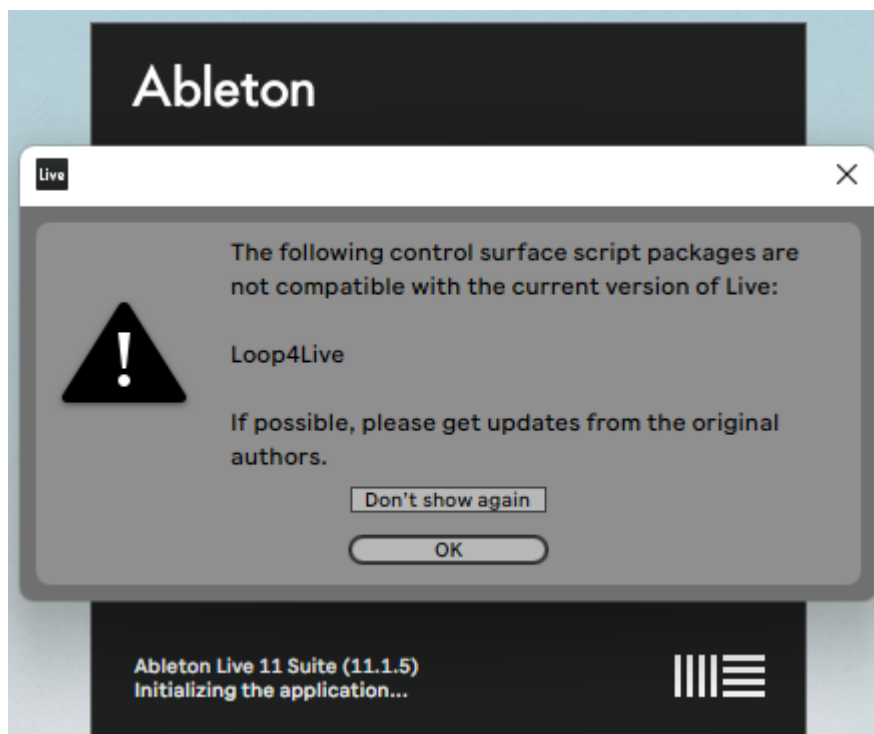 Ableton
Live
The following control surface script packages are
not compatible with the current version of Live:
Loop4Live
If possible, please get updates from the original
authors.
Don't show again
OK
Ableton Live 11 Suite (11.1.5)
Initializing the application...